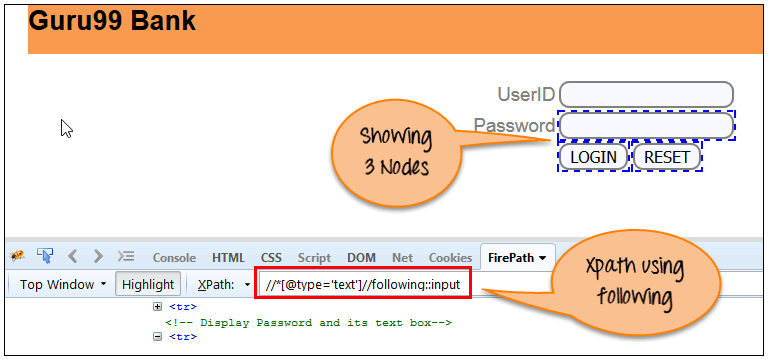 Guru99 Bank
UserID
Password
LOGIN RESET
Showing
3 Nodes
Console HTML CSS Script DOM Net Cookies FirePath ▾
Top Window ▾ Highlight XPath: ▾ //*[@type='text']//following::input
Xpath using
following
<tr>
<!-- Display Password and its text box-->
<tr>